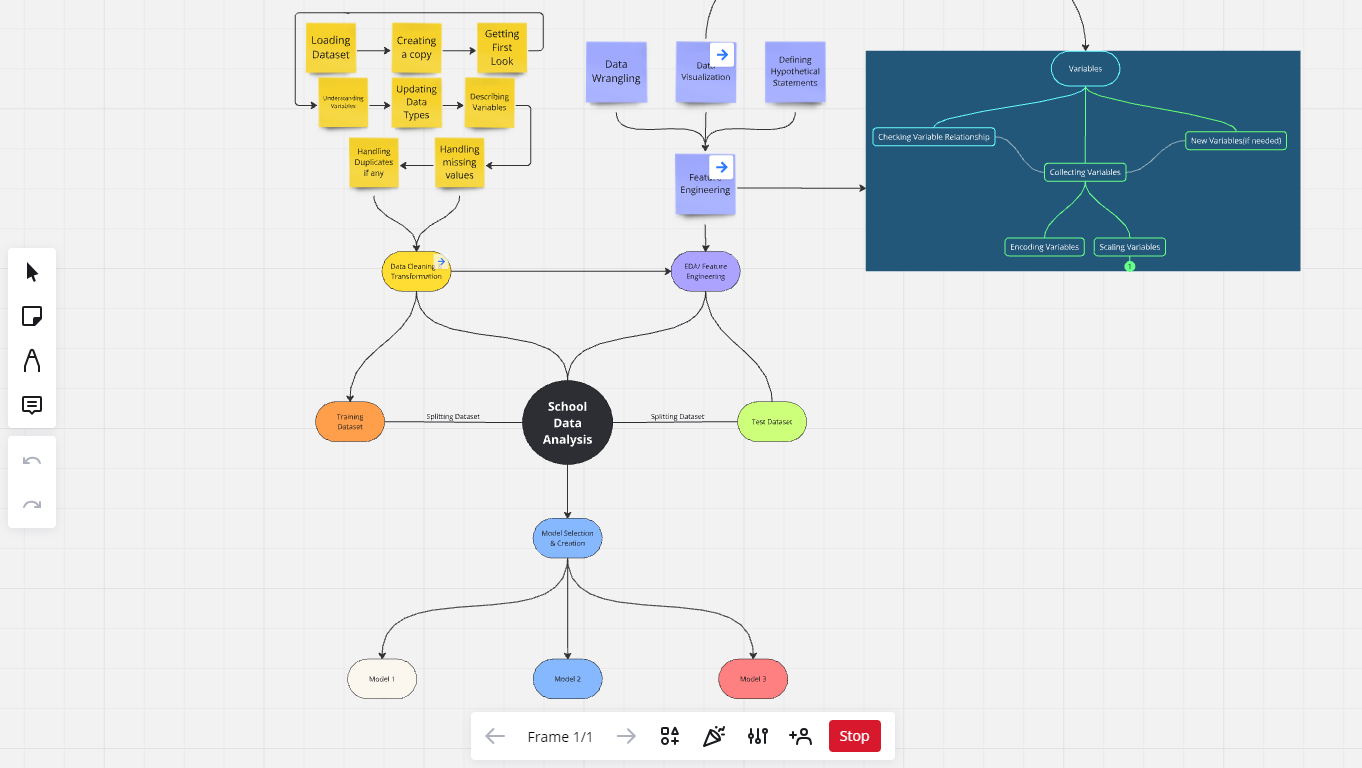 Loading
Dataset
Creating
a copy
Getting
First
Look
Understanding
Variables
Updating
Data
Types
Describing
Variables
Handling
Duplicates
if any
Handling
missing
values
Data
Wrangling
Data
Visualization
Defining
Hypothetical
Statements
Feature
Engineering
Variables
Checking Variable Relationship
New Variables(if needed)
Collecting Variables
Encoding Variables
Scaling Variables
1
Data Cleaning
Transformation
EDA/ Feature
Engineering
Training
Dataset
Splitting Dataset
School
Data
Analysis
Splitting Dataset
Test Dataset
Model Selection
& Creation
Model 1
Model 2
Model 3
Frame 1/1
Stop